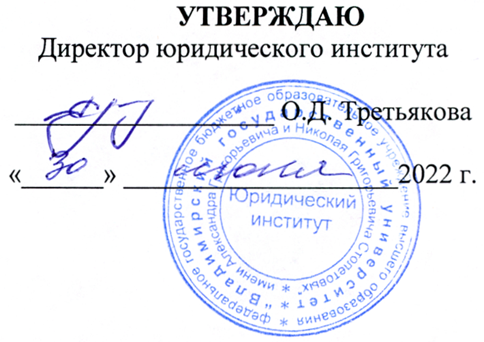 УТВЕРЖДАЮ
Директор юридического института
О.Д. Третьякова
«30» июня 2022 г.
федеральное государственное бюджетное образовательное учреждение высшего образования
"Владимирский государственный университет
имени Александра Григорьевича и Николая Григорьевича Столетовых"
Юридический
институт